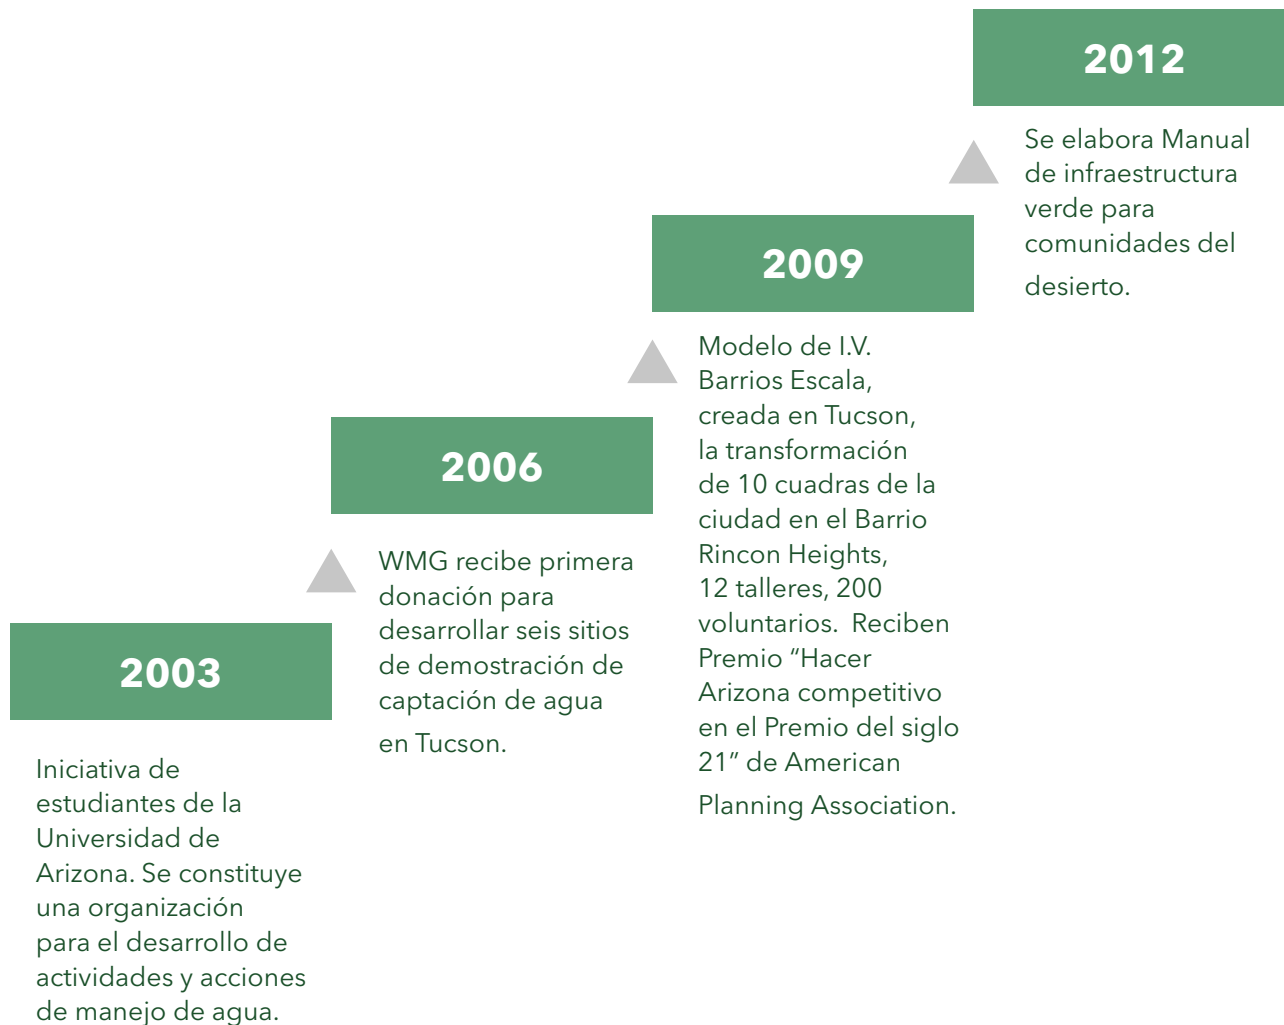 2003
Iniciativa de
estudiantes de la
Universidad de
Arizona. Se constituye
una organización
para el desarrollo de
actividades y acciones
de manejo de agua.
2006
WMG recibe primera
donación para
desarrollar seis sitios
de demostración de
captación de agua
en Tucson.
2009
Modelo de I.V.
Barrios Escala,
creada en Tucson,
la transformación
de 10 cuadras de la
ciudad en el Barrio
Rincon Heights,
12 talleres, 200
voluntarios.  Reciben
Premio “Hacer
Arizona competitivo
en el Premio del siglo
21” de American
Planning Association.
2012
Se elabora Manual
de infraestructura
verde para
comunidades del
desierto.